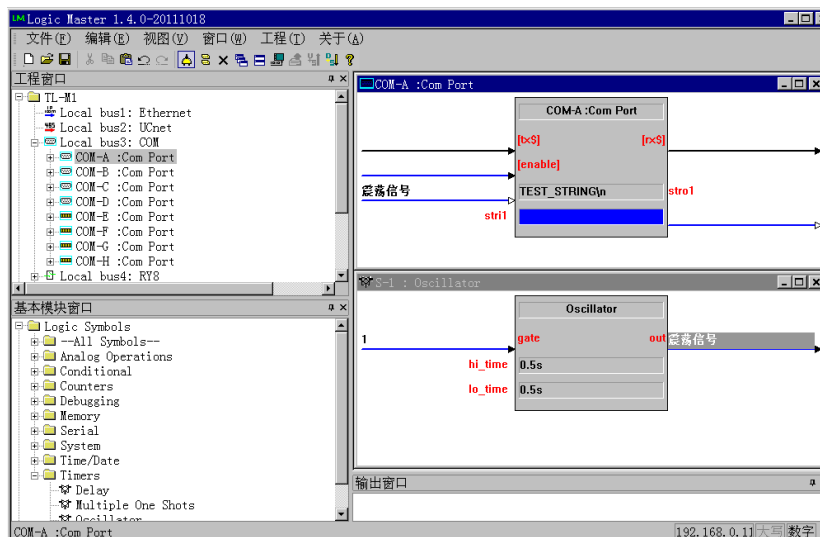 Logic Master 1.4.0-20111018
文件(F) 编辑(E) 视图(V) 窗口(W) 工程(T) 关于(A)
工程窗口
TL-M1
Local bus1: Ethernet
Local bus2: UCnet
Local bus3: COM
COM-A :Com Port
COM-B :Com Port
COM-C :Com Port
COM-D :Com Port
COM-E :Com Port
COM-F :Com Port
COM-G :Com Port
COM-H :Com Port
Local bus4: RY8
基本模块窗口
Logic Symbols
--All Symbols--
Analog Operations
Conditional
Counters
Debugging
Memory
Serial
System
Time/Date
Timers
Delay
Multiple One Shots
Oscillator
COM-A :Com Port
COM-A :Com Port
[tx$] [rx$]
[enable]
震荡信号 TEST_STRING\n stro1
stri1
S-1 : Oscillator
Oscillator
1 gate out 震荡信号
hi_time 0.5s
lo_time 0.5s
输出窗口
COM-A :Com Port 192.168.0.11 大写 数字